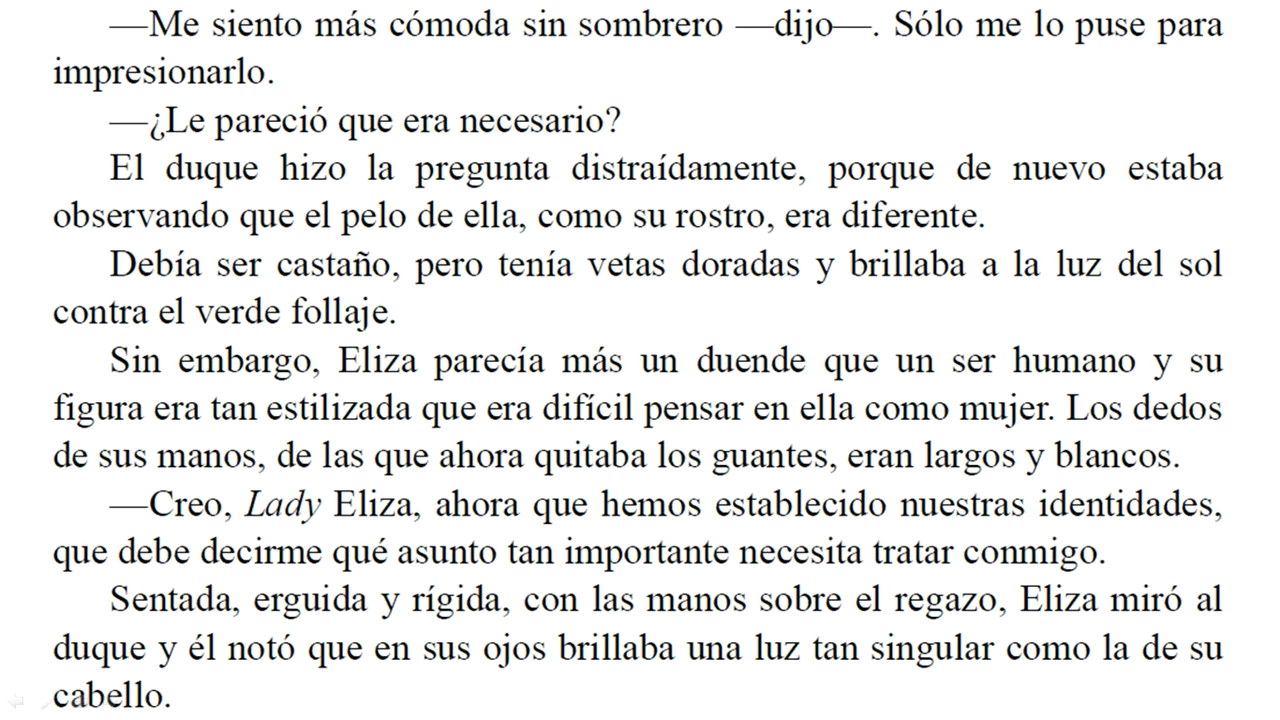 —Me siento más cómoda sin sombrero —dijo—. Sólo me lo puse para
impresionarlo.
—¿Le pareció que era necesario?
El duque hizo la pregunta distraídamente, porque de nuevo estaba
observando que el pelo de ella, como su rostro, era diferente.
Debía ser castaño, pero tenía vetas doradas y brillaba a la luz del sol
contra el verde follaje.
Sin embargo, Eliza parecía más un duende que un ser humano y su
figura era tan estilizada que era difícil pensar en ella como mujer. Los dedos
de sus manos, de las que ahora quitaba los guantes, eran largos y blancos.
—Creo, Lady Eliza, ahora que hemos establecido nuestras identidades,
que debe decirme qué asunto tan importante necesita tratar conmigo.
Sentada, erguida y rígida, con las manos sobre el regazo, Eliza miró al
duque y él notó que en sus ojos brillaba una luz tan singular como la de su
cabello.